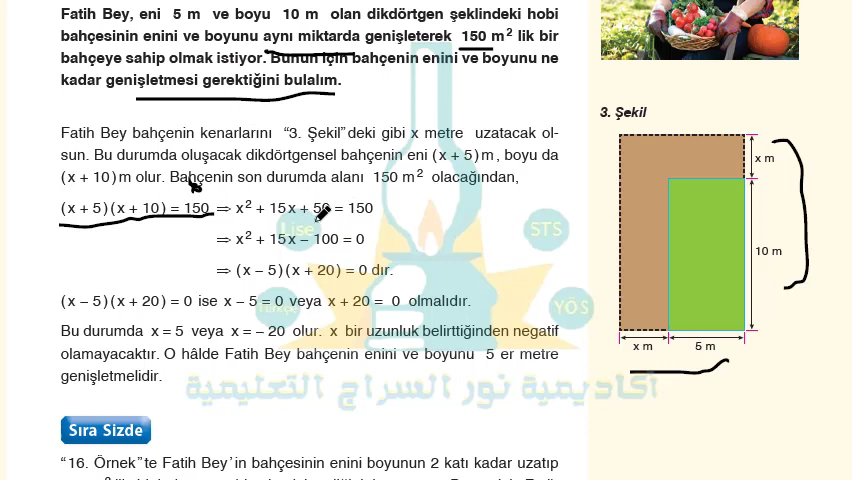 Fatih Bey, eni 5 m ve boyu 10 m olan dikdörtgen şeklindeki hobi
bahçesinin enini ve boyunu aynı miktarda genişleterek 150 m² lik bir
bahçeye sahip olmak istiyor. Bunun için bahçenin enini ve boyunu ne
kadar genişletmesi gerektiğini bulalım.
Fatih Bey bahçenin kenarlarını “3. Şekil”deki gibi x metre uzatacak ol-
sun. Bu durumda oluşacak dikdörtgensel bahçenin eni (x + 5) m, boyu da
(x + 10) m olur. Bahçenin son durumda alanı 150 m² olacağından,
(x + 5) (x + 10) = 150 ⇒ x² + 15x + 50 = 150
⇒ x² + 15x – 100 = 0
⇒ (x – 5) (x + 20) = 0 dır.
(x – 5) (x + 20) = 0 ise x – 5 = 0 veya x + 20 = 0 olmalıdır.
Bu durumda x = 5 veya x = – 20 olur. x bir uzunluk belirttiğinden negatif
olamayacaktır. O hâlde Fatih Bey bahçenin enini ve boyunu 5 er metre
genişletmelidir.
Sıra Sizde
“16. Örnek”te Fatih Bey’in bahçesinin enini boyunun 2 katı kadar uzatıp
3. Şekil
x m
10 m
x m 5 m
Lise
STS
YÖS
أكاديمية نور السراج التعليمية